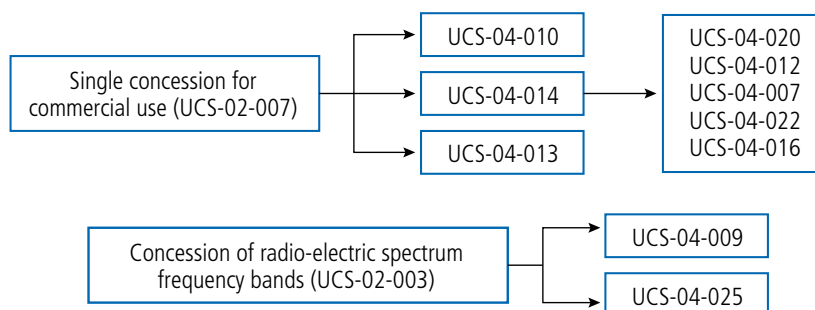 Single concession for
commercial use (UCS-02-007)
UCS-04-010
UCS-04-014
UCS-04-013
UCS-04-020
UCS-04-012
UCS-04-007
UCS-04-022
UCS-04-016
Concession of radio-electric spectrum
frequency bands (UCS-02-003)
UCS-04-009
UCS-04-025